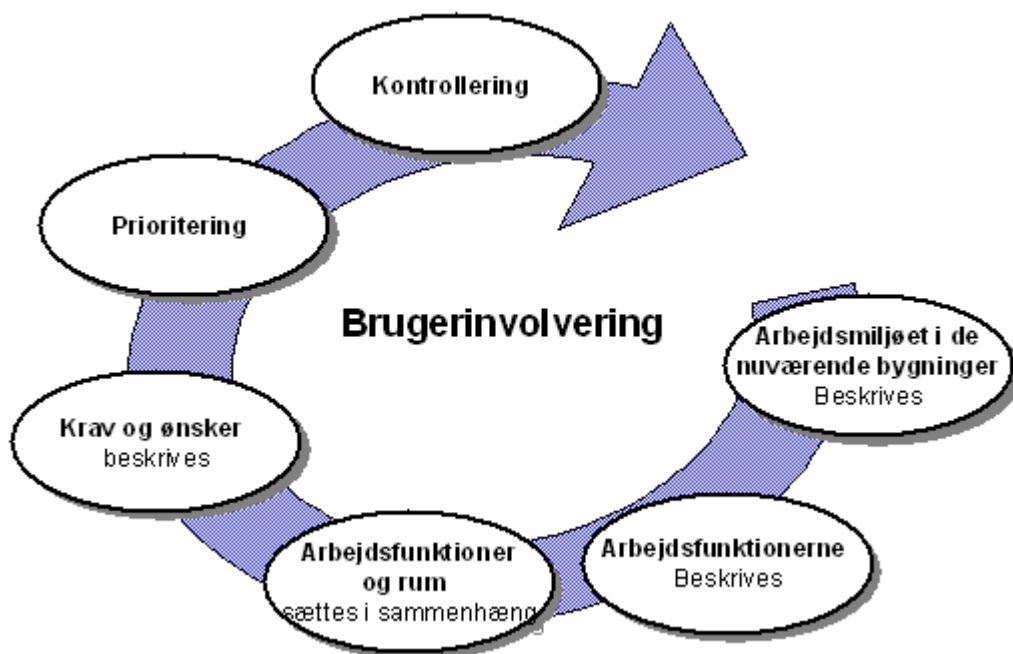 Kontrollering
Prioritering
Brugerinvolvering
Arbejdsmiljøet i de
nuværende bygninger
Beskrives
Krav og ønsker
beskrives
Arbejdsfunktioner
og rum
sættes i sammenhæng
Arbejdsfunktionerne
Beskrives